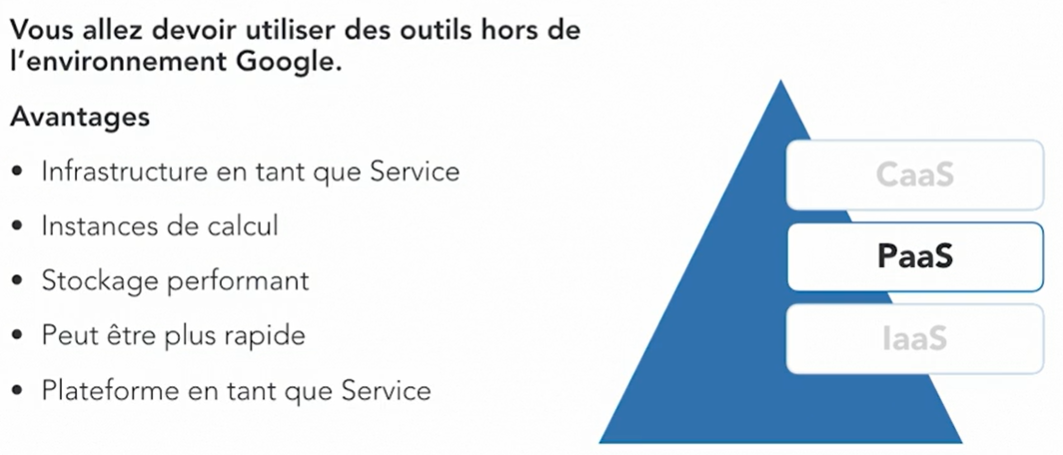 Vous allez devoir utiliser des outils hors de
l'environnement Google.
Avantages
• Infrastructure en tant que Service
• Instances de calcul
• Stockage performant
• Peut être plus rapide
• Plateforme en tant que Service
CaaS
PaaS
IaaS